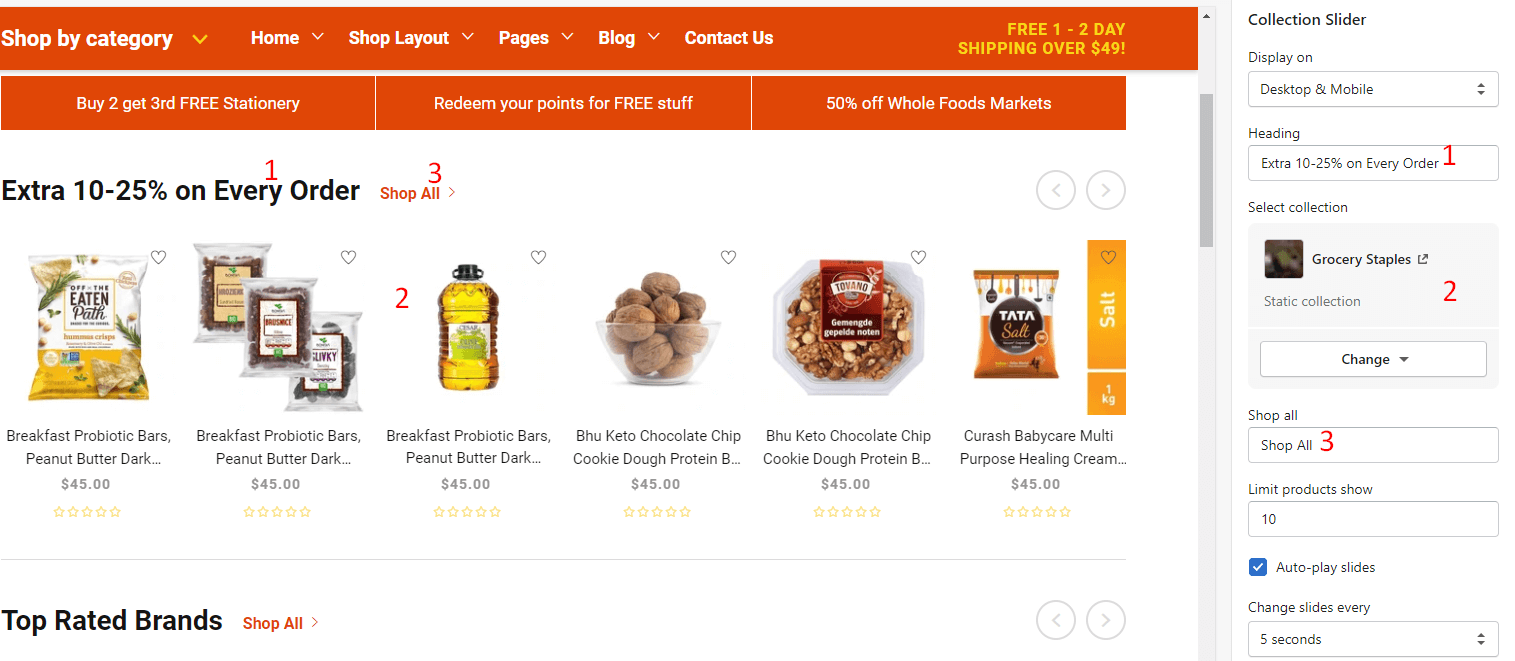 Shop by category
Home
Shop Layout
Pages
Blog
Contact Us
FREE 1 - 2 DAY
SHIPPING OVER $49!
Buy 2 get 3rd FREE Stationery
Redeem your points for FREE stuff
50% off Whole Foods Markets
1
3
Extra 10-25% on Every Order
Shop All
2
OFF THE
EATEN
Path
hummus crisps
BRUSNICE
SLIVKY
TOVANO
Gemengde
gepelde noten
TATA
Salt
Salt
1
kg
Breakfast Probiotic Bars,
Peanut Butter Dark...
$45.00
Breakfast Probiotic Bars,
Peanut Butter Dark...
$45.00
Breakfast Probiotic Bars,
Peanut Butter Dark...
$45.00
Bhu Keto Chocolate Chip
Cookie Dough Protein B...
$45.00
Bhu Keto Chocolate Chip
Cookie Dough Protein B...
$45.00
Curash Babycare Multi
Purpose Healing Cream...
$45.00
Top Rated Brands
Shop All
Collection Slider
Display on
Desktop & Mobile
Heading
Extra 10-25% on Every Order
1
Select collection
Grocery Staples
Static collection
2
Change
Shop all
Shop All
3
Limit products show
10
Auto-play slides
Change slides every
5 seconds